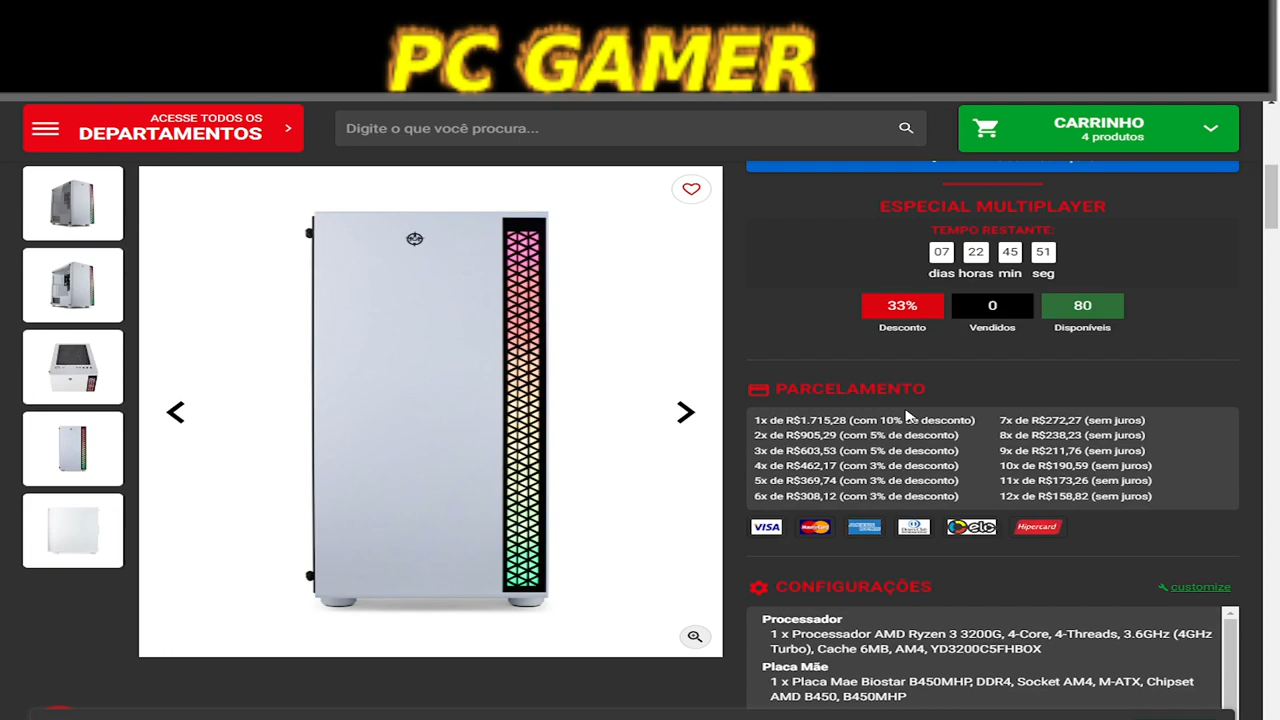 PC GAMER
ACESSE TODOS OS
DEPARTAMENTOS
Digite o que você procura...
CARRINHO
4 produtos
ESPECIAL MULTIPLAYER
TEMPO RESTANTE:
07 22 45 51
dias horas min seg
33% 0 80
Desconto Vendidos Disponíveis
PARCELAMENTO
1x de R$1.715,28 (com 10% de desconto)
2x de R$905,29 (com 5% de desconto)
3x de R$603,53 (com 5% de desconto)
4x de R$462,17 (com 3% de desconto)
5x de R$369,74 (com 3% de desconto)
6x de R$308,12 (com 3% de desconto)
7x de R$272,27 (sem juros)
8x de R$238,23 (sem juros)
9x de R$211,76 (sem juros)
10x de R$190,59 (sem juros)
11x de R$173,26 (sem juros)
12x de R$158,82 (sem juros)
VISA MasterCard elo Hipercard
CONFIGURAÇÕES customize
Processador
1 x Processador AMD Ryzen 3 3200G, 4-Core, 4-Threads, 3.6GHz (4GHz
Turbo), Cache 6MB, AM4, YD3200C5FHBOX
Placa Mãe
1 x Placa Mae Biostar B450MHP, DDR4, Socket AM4, M-ATX, Chipset
AMD B450, B450MHP